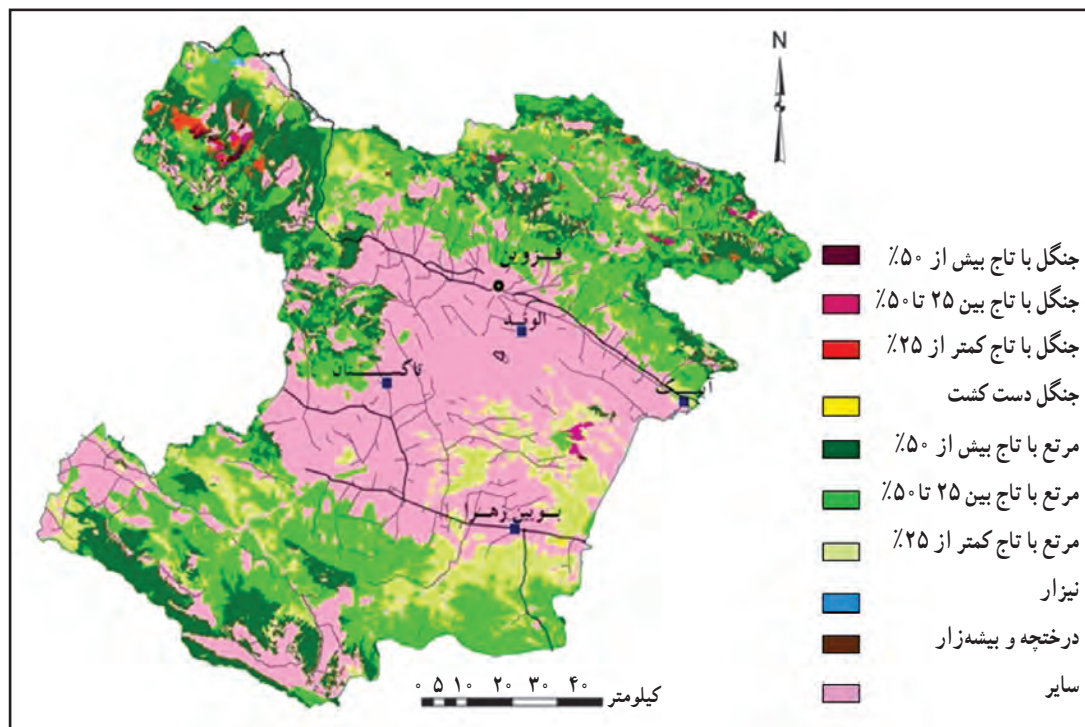 N
قزوین
الوند
تاکستان
آبیک
بویین زهرا
جنگل با تاج بیش از ۵۰٪
جنگل با تاج بین ۲۵ تا ۵۰٪
جنگل با تاج کمتر از ۲۵٪
جنگل دست کشت
مرتع با تاج بیش از ۵۰٪
مرتع با تاج بین ۲۵ تا ۵۰٪
مرتع با تاج کمتر از ۲۵٪
نیزار
درختچه و بیشه‌زار
سایر
۰ ۵ ۱۰ ۲۰ ۳۰ ۴۰ کیلومتر